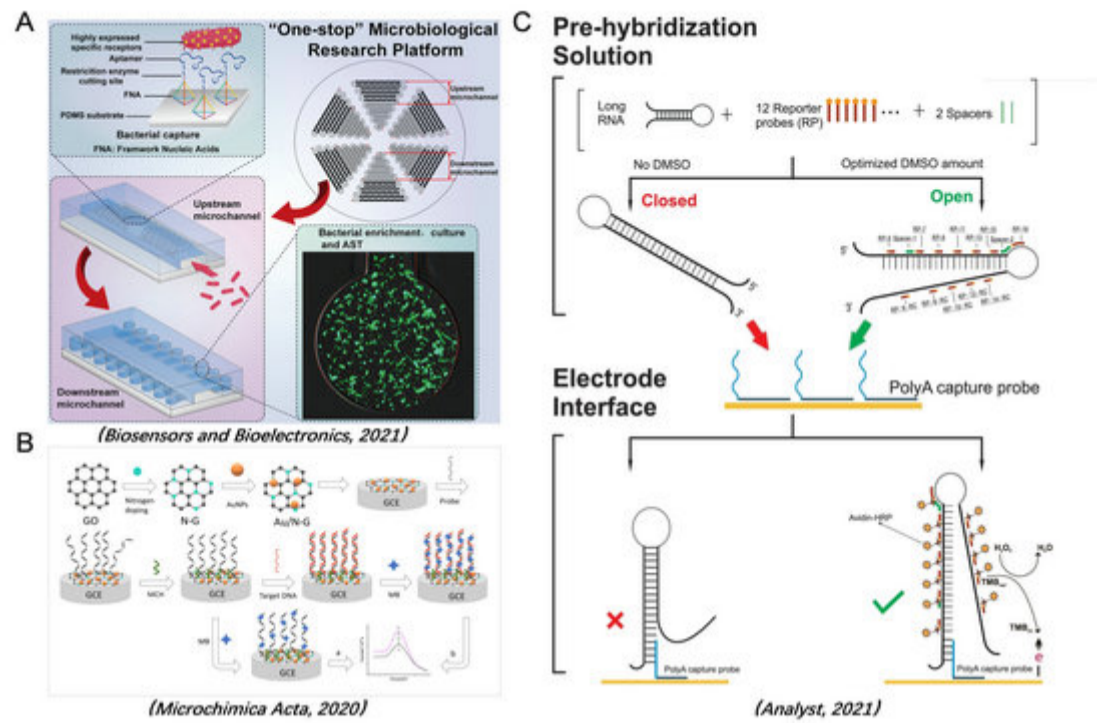 A
Highly expressed
specific receptors
Aptamer
Restricition enzyme
cutting site
FNA
PDMS substrate
Bacterial capture
FNA: Framwork Nucleic Acids
“One-stop” Microbiological
Research Platform
Upstream
microchannel
Downstream
microchannel
Upstream
microchannel
Bacterial enrichment, culture
and AST
Downstream
microchannel
(Biosensors and Bioelectronics, 2021)
B
GO
Nitrogen
doping
N-G
AuNPs
Au/N-G
GCE
Probe
GCE
MCH
GCE
Target DNA
GCE
MB
GCE
MB
GCE
a
b
(Microchimica Acta, 2020)
C
Pre-hybridization
Solution
Long
RNA
+
12 Reporter
probes (RP)
...
+
2 Spacers
No DMSO
Optimized DMSO amount
Closed
Open
5'
3'
5'
3'
Electrode
Interface
PolyA capture probe
PolyA capture probe
Avidin-HRP
H₂O₂
H₂O
PolyA capture probe
(Analyst, 2021)